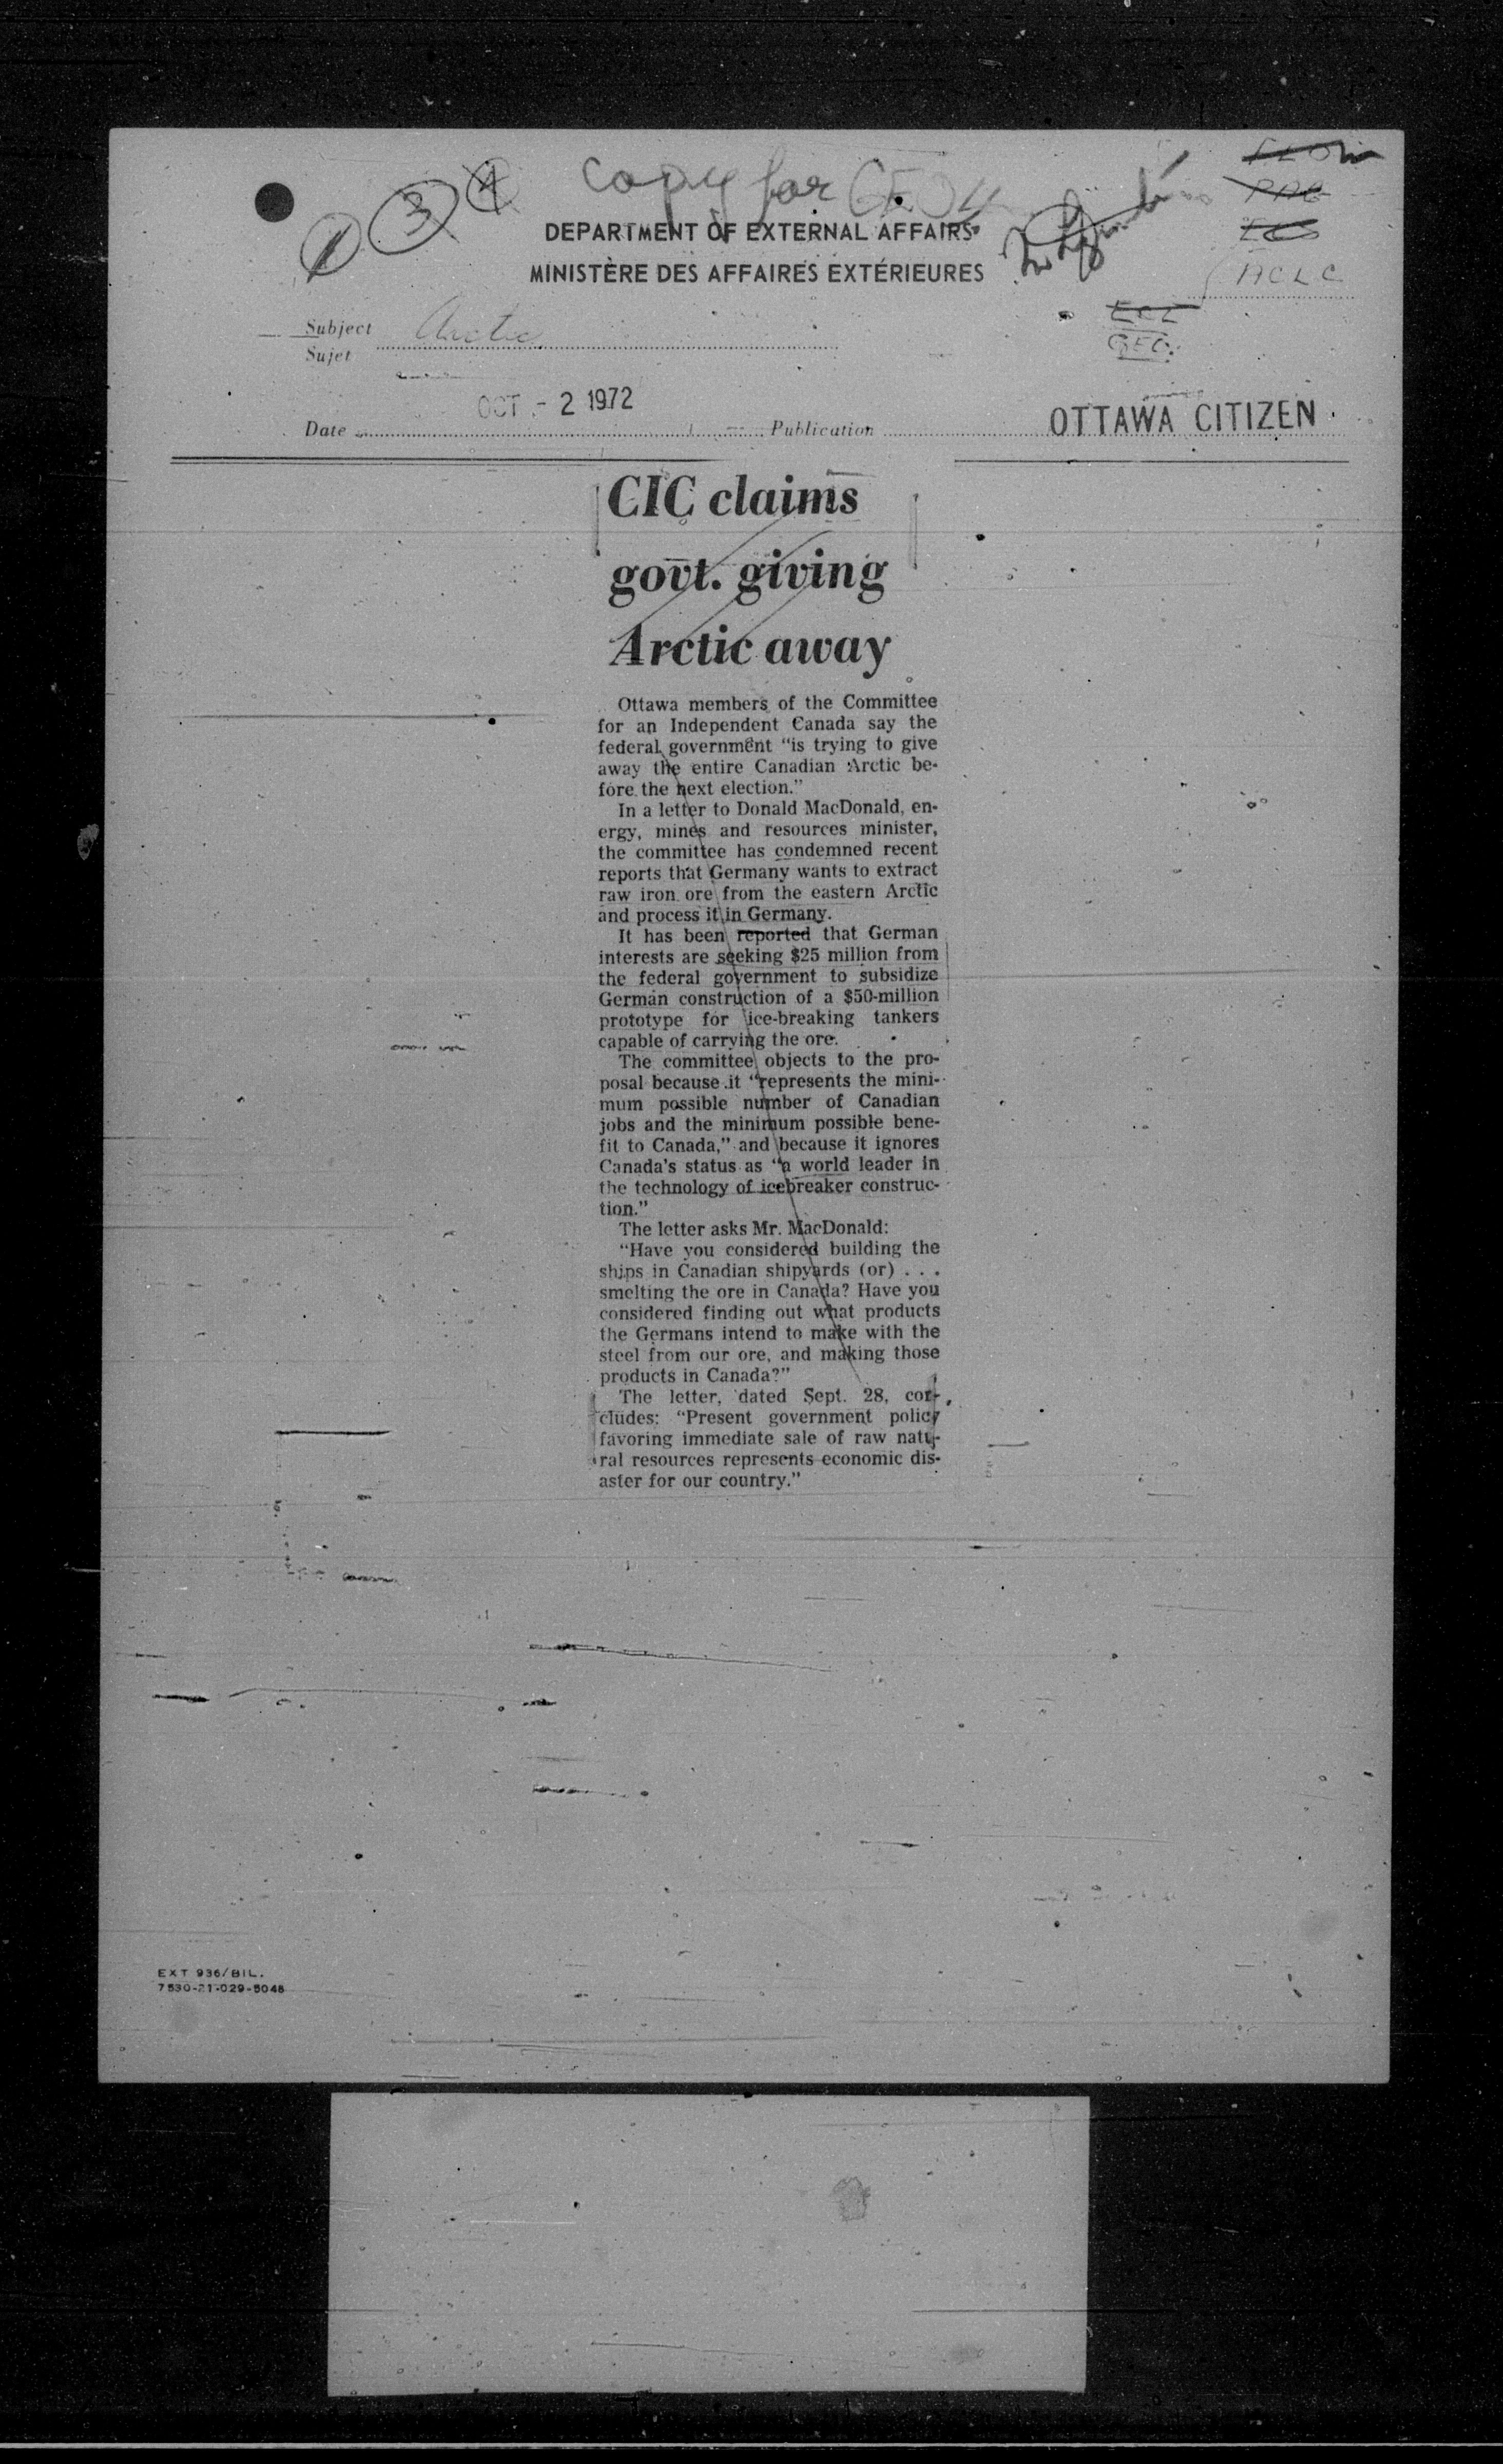 copy for
1 3 4
DEPARTMENT OF EXTERNAL AFFAIRS
MINISTÈRE DES AFFAIRES EXTÉRIEURES
ACLC
Subject Arctic
Sujet
OCT - 2 1972
Date Publication OTTAWA CITIZEN
CIC claims
govt. giving
Arctic away
Ottawa members of the Committee
for an Independent Canada say the
federal government “is trying to give
away the entire Canadian Arctic be-
fore the next election.”
In a letter to Donald MacDonald, en-
ergy, mines and resources minister,
the committee has condemned recent
reports that Germany wants to extract
raw iron ore from the eastern Arctic
and process it in Germany.
It has been reported that German
interests are seeking $25 million from
the federal government to subsidize
German construction of a $50-million
prototype for ice-breaking tankers
capable of carrying the ore.
The committee objects to the pro-
posal because it “represents the mini-
mum possible number of Canadian
jobs and the minimum possible bene-
fit to Canada,” and because it ignores
Canada's status as “a world leader in
the technology of icebreaker construc-
tion.”
The letter asks Mr. MacDonald:
“Have you considered building the
ships in Canadian shipyards (or) . . .
smelting the ore in Canada? Have you
considered finding out what products
the Germans intend to make with the
steel from our ore, and making those
products in Canada?”
The letter, dated Sept. 28, con-
cludes: “Present government policy
favoring immediate sale of raw natu-
ral resources represents economic dis-
aster for our country.”
EXT 936/BIL.
7530-21-029-5048